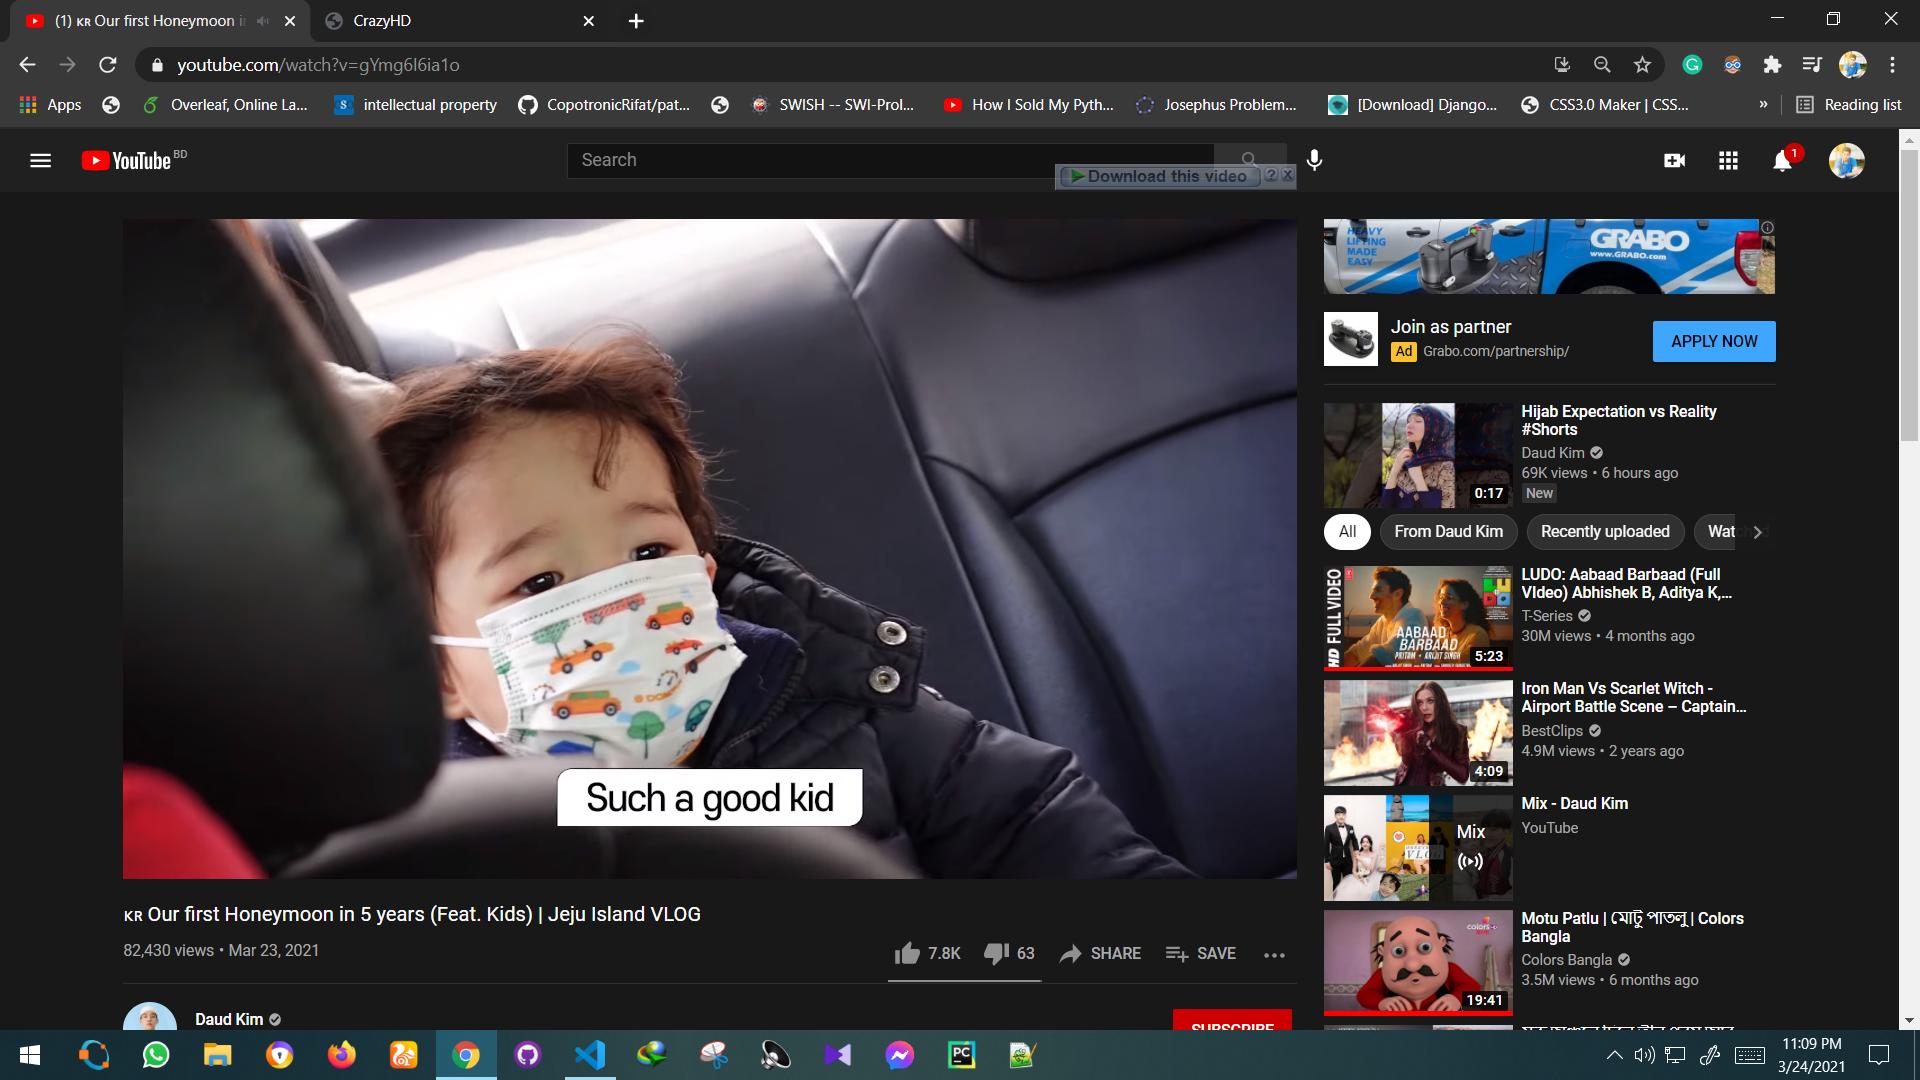 (1) ᴋʀ Our first Honeymoon in
CrazyHD
youtube.com/watch?v=gYmg6l6ia1o
Apps
Overleaf, Online La...
intellectual property
CopotronicRifat/pat...
SWISH -- SWI-Prol...
How I Sold My Pyth...
Josephus Problem...
[Download] Django...
CSS3.0 Maker | CSS...
»
Reading list
YouTube BD
Search
Download this video
1
HEAVY
LIFTING
MADE
EASY
GRABO
www.GRABO.com
Join as partner
Ad Grabo.com/partnership/
APPLY NOW
Hijab Expectation vs Reality
#Shorts
Daud Kim
69K views • 6 hours ago
New
0:17
All
From Daud Kim
Recently uploaded
HD FULL VIDEO
AABAAD
BARBAAD
PRITAM • ARIJIT SINGH
5:23
LUDO: Aabaad Barbaad (Full
VIdeo) Abhishek B, Aditya K,...
T-Series
30M views • 4 months ago
4:09
Iron Man Vs Scarlet Witch -
Airport Battle Scene – Captain...
BestClips
4.9M views • 2 years ago
Mix
Mix - Daud Kim
YouTube
19:41
Motu Patlu | মোটু পাতলু | Colors
Bangla
Colors Bangla
3.5M views • 6 months ago
Such a good kid
ᴋʀ Our first Honeymoon in 5 years (Feat. Kids) | Jeju Island VLOG
82,430 views • Mar 23, 2021
7.8K
63
SHARE
SAVE
Daud Kim
SUBSCRIBE
PC
11:09 PM
3/24/2021